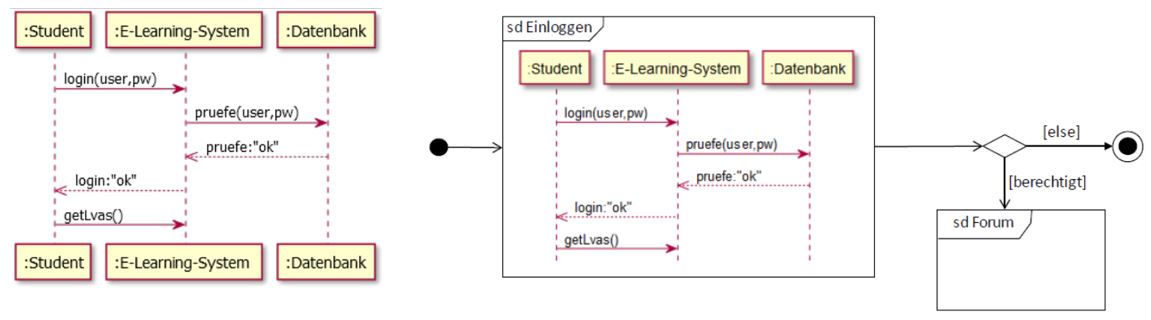 :Student :E-Learning-System :Datenbank
login(user,pw)
pruefe(user,pw)
pruefe:"ok"
login:"ok"
getLvas()
:Student :E-Learning-System :Datenbank
sd Einloggen
:Student :E-Learning-System :Datenbank
login(user,pw)
pruefe(user,pw)
pruefe:"ok"
login:"ok"
getLvas()
[else]
[berechtigt]
sd Forum